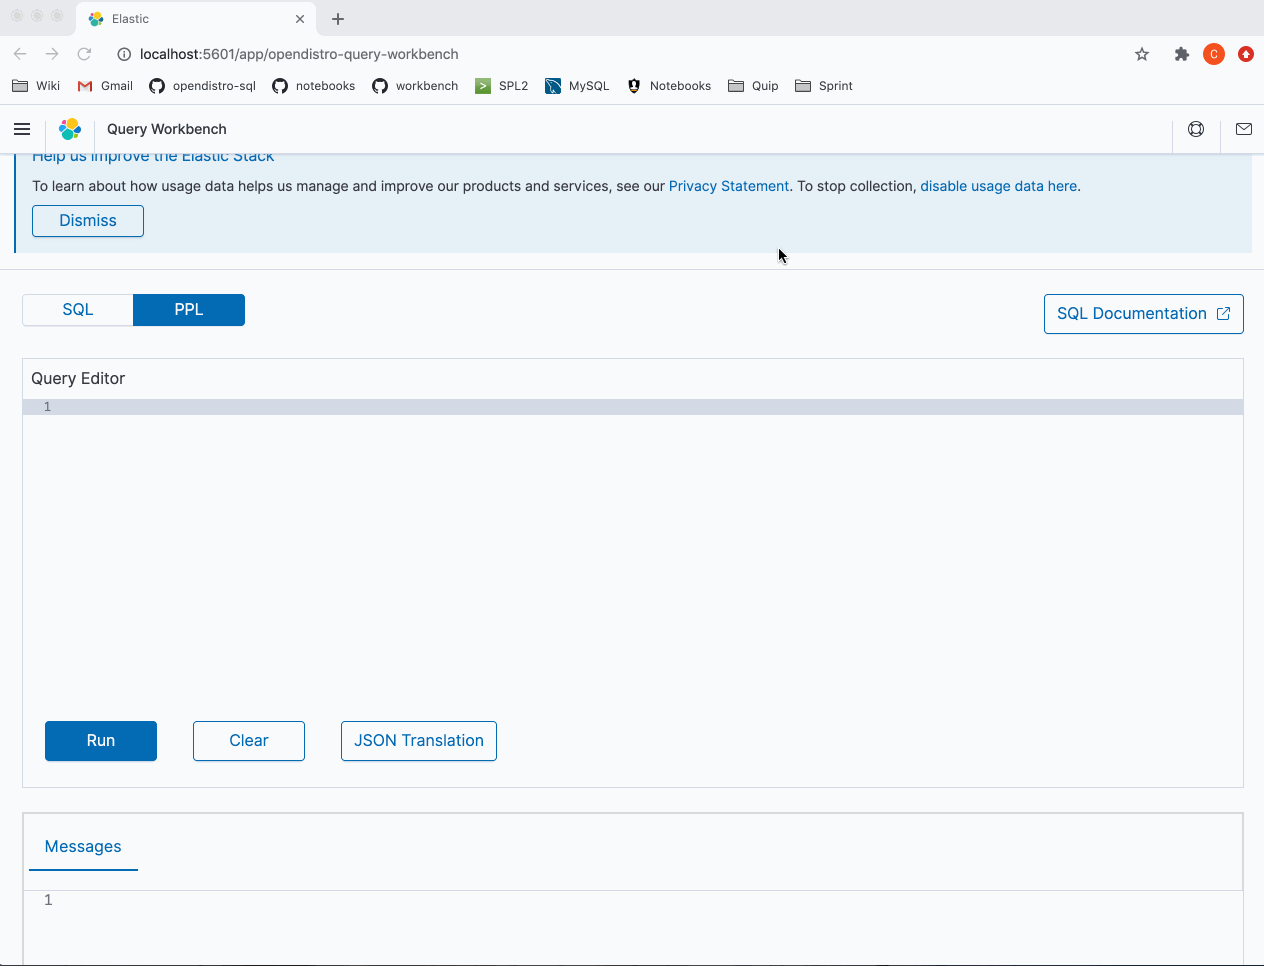 Elastic
localhost:5601/app/opendistro-query-workbench
C
Wiki Gmail opendistro-sql notebooks workbench SPL2 MySQL Notebooks Quip Sprint
Query Workbench
Help us improve the Elastic Stack
To learn about how usage data helps us manage and improve our products and services, see our Privacy Statement. To stop collection, disable usage data here.
Dismiss
SQL PPL SQL Documentation
Query Editor
1
Run Clear JSON Translation
Messages
1